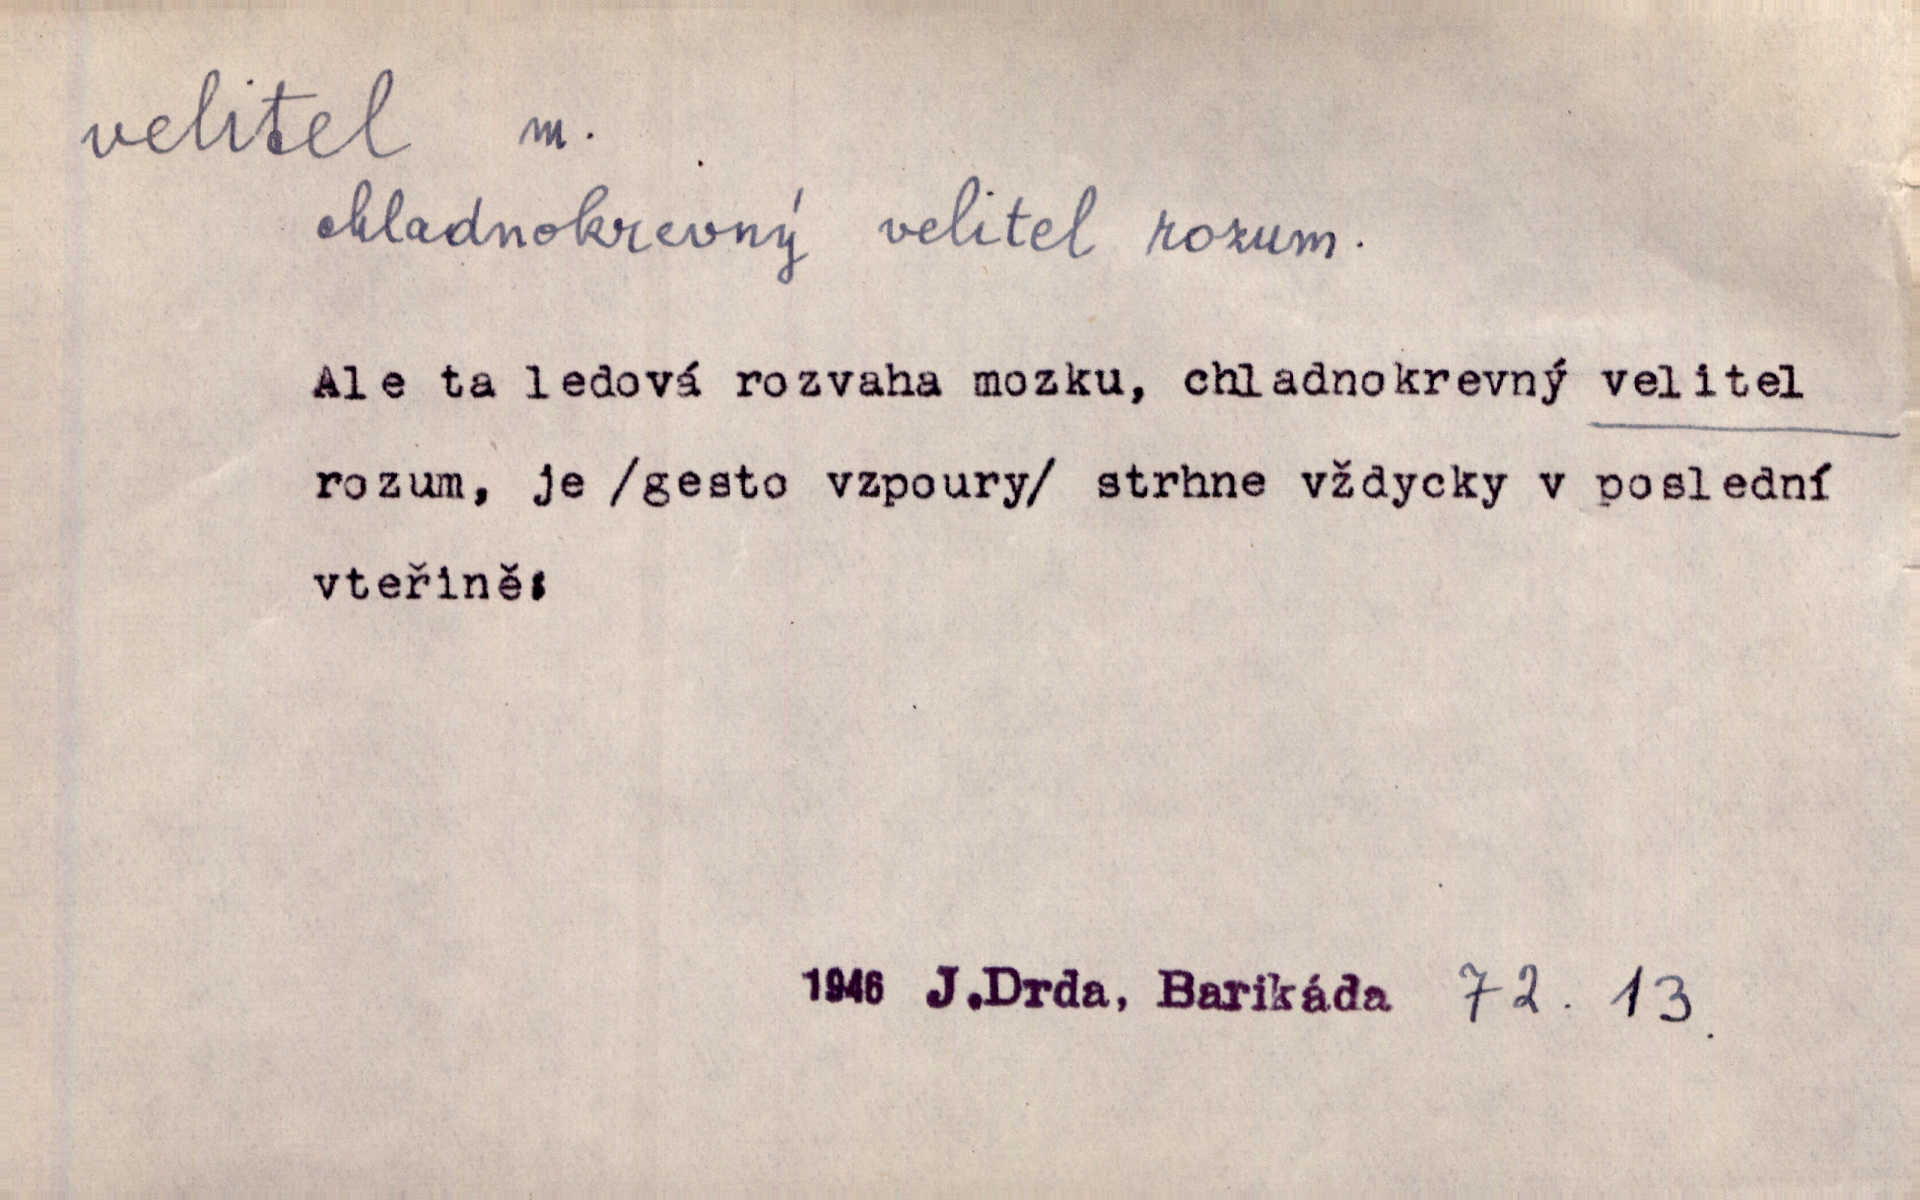 velitel m.
chladnokrevný velitel rozum.
Ale ta ledová rozvaha mozku, chladnokrevný velitel
rozum, je /gesto vzpoury/ strhne vždycky v poslední
vteřině:
1946 J.Drda, Barikáda 72. 13.